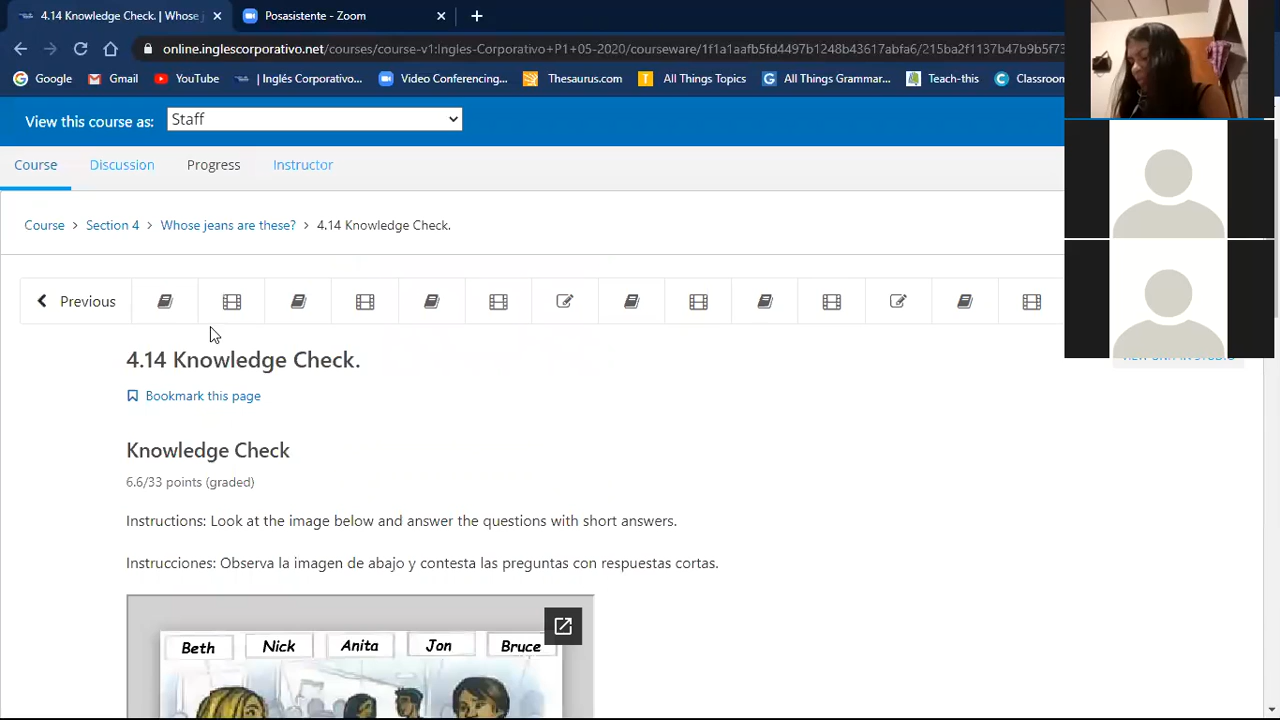 4.14 Knowledge Check. | Whose j
Posasistente - Zoom
online.inglescorporativo.net/courses/course-v1:Ingles-Corporativo+P1+05-2020/courseware/1f1a1aafb5fd4497b1248b43617abfa6/215ba2f1137b47b9b5f73
Google
Gmail
YouTube
| Inglés Corporativo...
Video Conferencing...
Thesaurus.com
All Things Topics
All Things Grammar...
Teach-this
Classroom
View this course as:
Staff
Course
Discussion
Progress
Instructor
Course > Section 4 > Whose jeans are these? > 4.14 Knowledge Check.
Previous
4.14 Knowledge Check.
Bookmark this page
Knowledge Check
6.6/33 points (graded)
Instructions: Look at the image below and answer the questions with short answers.
Instrucciones: Observa la imagen de abajo y contesta las preguntas con respuestas cortas.
Beth
Nick
Anita
Jon
Bruce